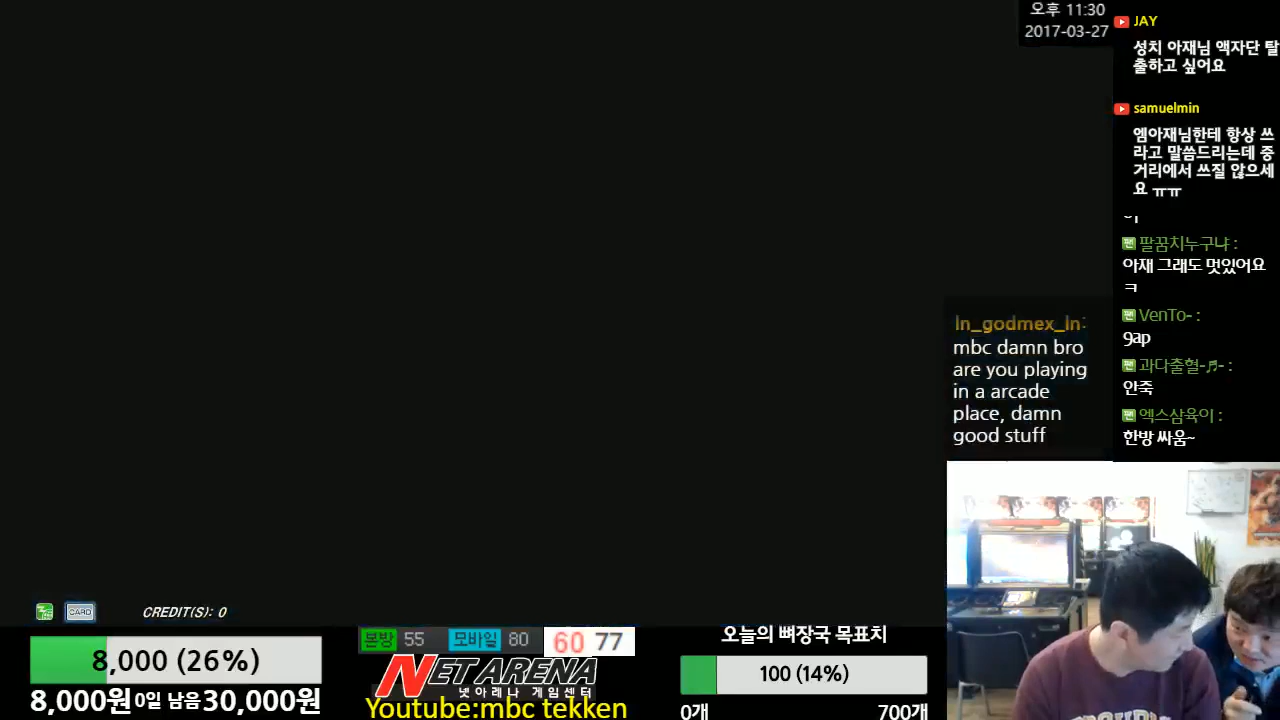 오후 11:30
2017-03-27
JAY
성치 아재님 액자단 탈
출하고 싶어요
samuelmin
엠아재님한테 항상 쓰
라고 말씀드리는데 중
거리에서 쓰질 않으세
요 ㅠㅠ
팬 팔꿈치누구냐 :
아재 그래도 멋있어요
ㅋ
팬 VenTo- :
9ap
팬 과다출혈-♬- :
안죽
팬 엑스삼육이 :
한방 싸움~
ln_godmex_ln:
mbc damn bro
are you playing
in a arcade
place, damn
good stuff
CARD
CREDIT(S): 0
8,000 (26%)
8,000원 0일 남음 30,000원
본방 55 모바일 80 60 77
NET ARENA
넷아레나 게임센터
Youtube:mbc tekken
오늘의 뼈장국 목표치
100 (14%)
0개 700개